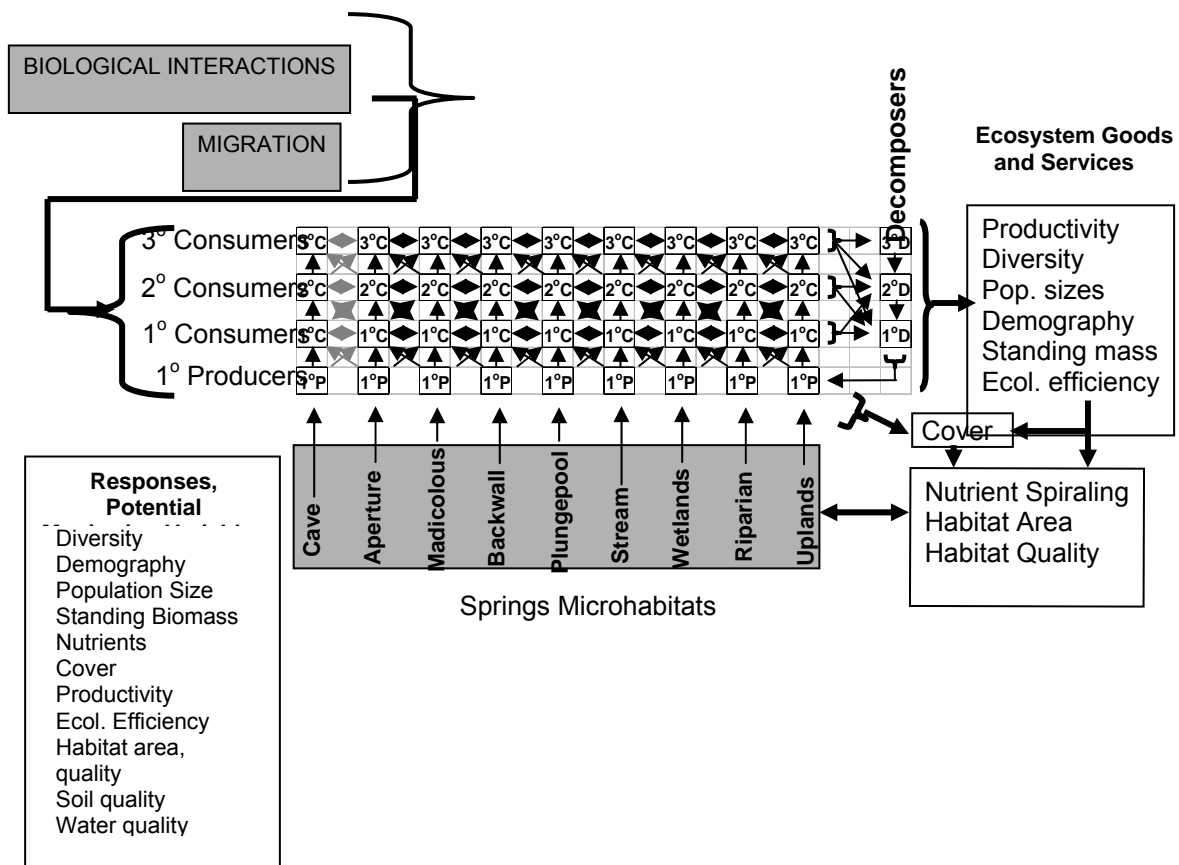 BIOLOGICAL INTERACTIONS
MIGRATION
Decomposers
Ecosystem Goods
and Services
3° Consumers 3°C 3°C 3°C 3°C 3°C 3°C 3°C 3°C 3°C 3°D
2° Consumers 2°C 2°C 2°C 2°C 2°C 2°C 2°C 2°C 2°C 2°D
1° Consumers 1°C 1°C 1°C 1°C 1°C 1°C 1°C 1°C 1°C 1°D
1° Producers 1°P 1°P 1°P 1°P 1°P 1°P 1°P 1°P 1°P
Productivity
Diversity
Pop. sizes
Demography
Standing mass
Ecol. efficiency
Cover
Nutrient Spiraling
Habitat Area
Habitat Quality
Cave
Aperture
Madicolous
Backwall
Plungepool
Stream
Wetlands
Riparian
Uplands
Springs Microhabitats
Responses,
Potential
Diversity
Demography
Population Size
Standing Biomass
Nutrients
Cover
Productivity
Ecol. Efficiency
Habitat area,
quality
Soil quality
Water quality